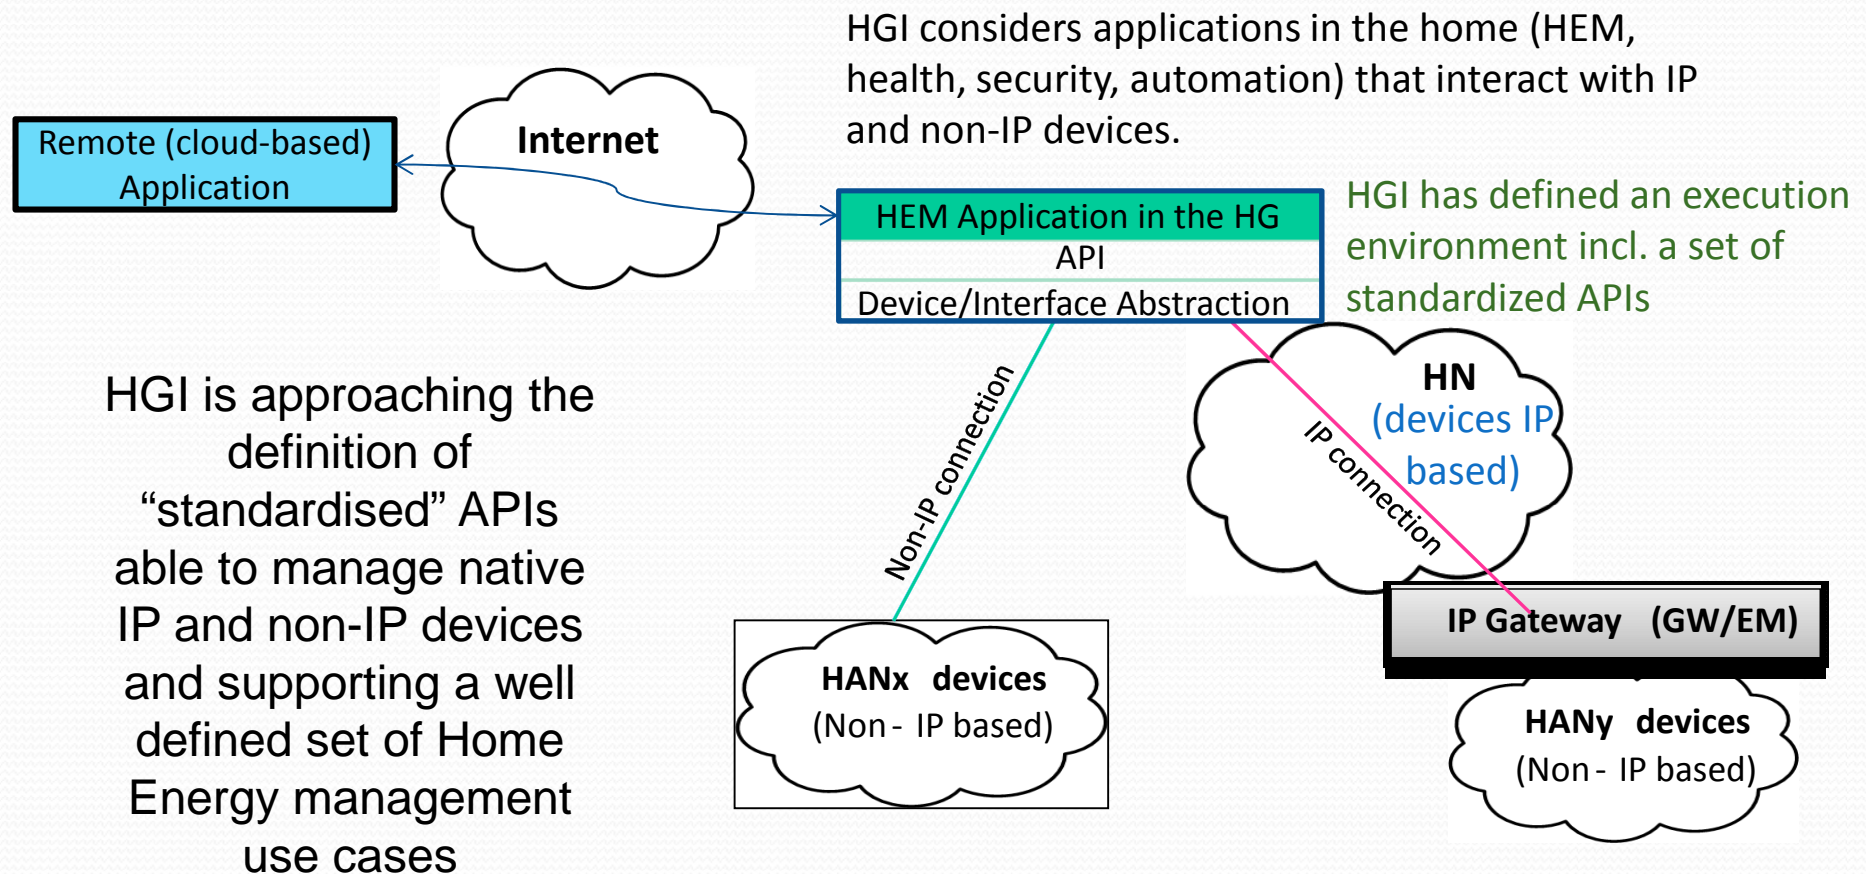 HGI considers applications in the home (HEM,
health, security, automation) that interact with IP
and non-IP devices.
Remote (cloud-based)
Application
Internet
HEM Application in the HG
API
Device/Interface Abstraction
HGI has defined an execution
environment incl. a set of
standardized APIs
HGI is approaching the
definition of
“standardised” APIs
able to manage native
IP and non-IP devices
and supporting a well
defined set of Home
Energy management
use cases
Non-IP connection
HN
(devices IP
based)
IP connection
IP Gateway (GW/EM)
HANx devices
(Non - IP based)
HANy devices
(Non - IP based)